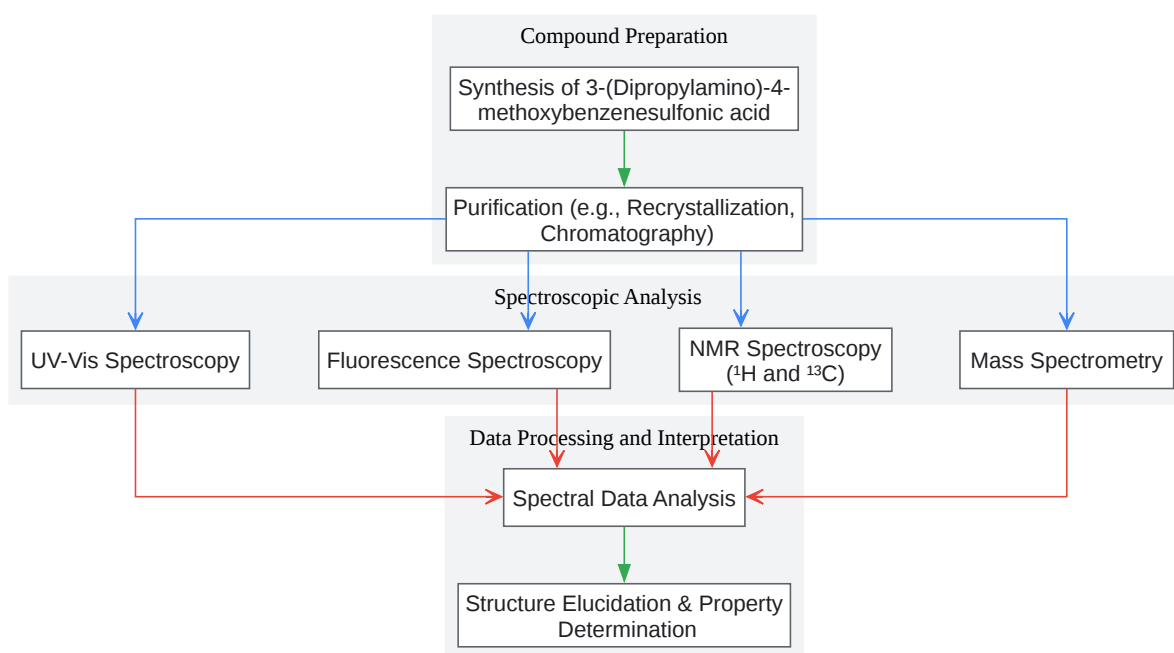 Compound Preparation
Synthesis of 3-(Dipropylamino)-4-
methoxybenzenesulfonic acid
Purification (e.g., Recrystallization,
Chromatography)
Spectroscopic Analysis
UV-Vis Spectroscopy
Fluorescence Spectroscopy
NMR Spectroscopy
(¹H and ¹³C)
Mass Spectrometry
Data Processing and Interpretation
Spectral Data Analysis
Structure Elucidation & Property
Determination